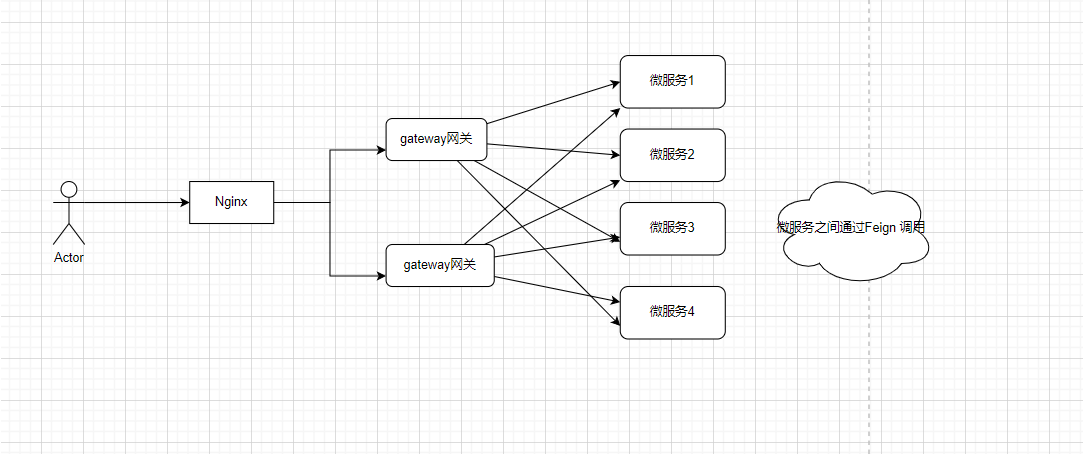 Actor
Nginx
gateway网关
gateway网关
微服务1
微服务2
微服务3
微服务4
微服务之间通过Feign 调用